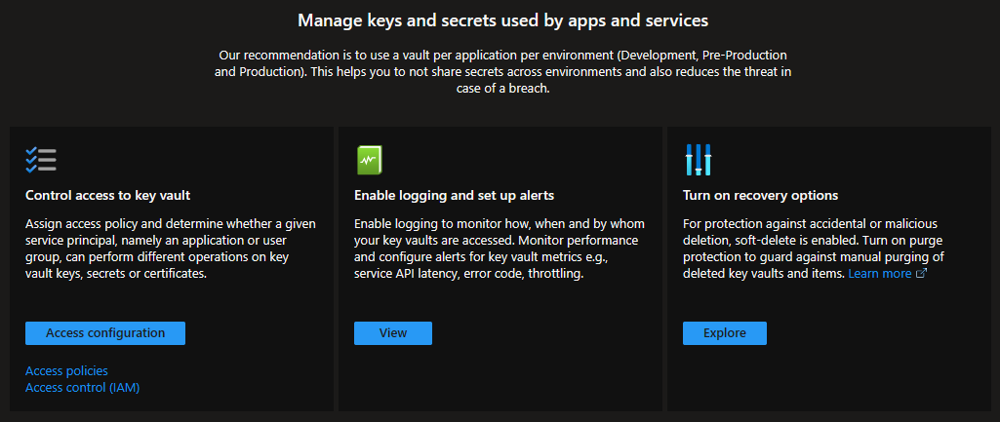 Manage keys and secrets used by apps and services
Our recommendation is to use a vault per application per environment (Development, Pre-Production
and Production). This helps you to not share secrets across environments and also reduces the threat in
case of a breach.
Control access to key vault
Assign access policy and determine whether a given
service principal, namely an application or user
group, can perform different operations on key
vault keys, secrets or certificates.
Access configuration
Access policies
Access control (IAM)
Enable logging and set up alerts
Enable logging to monitor how, when and by whom
your key vaults are accessed. Monitor performance
and configure alerts for key vault metrics e.g.,
service API latency, error code, throttling.
View
Turn on recovery options
For protection against accidental or malicious
deletion, soft-delete is enabled. Turn on purge
protection to guard against manual purging of
deleted key vaults and items. Learn more
Explore